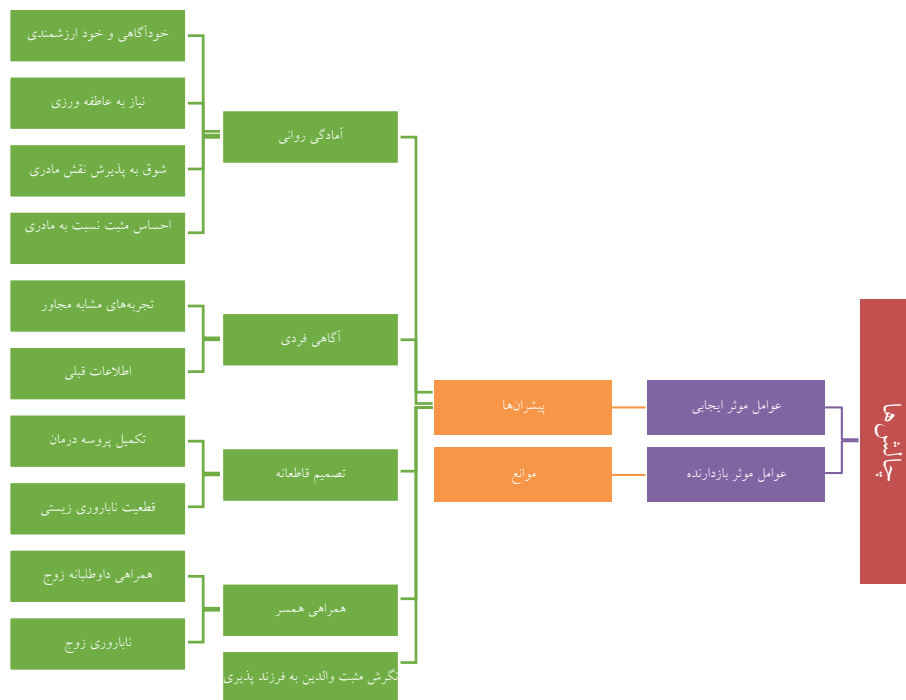 چالش‌ها
عوامل موثر ایجابی
پیشران‌ها
آمادگی روانی
خودآگاهی و خود ارزشمندی
نیاز به عاطفه ورزی
شوق به پذیرش نقش مادری
احساس مثبت نسبت به مادری
آگاهی فردی
تجربه‌های مشابه مجاور
اطلاعات قبلی
تصمیم قاطعانه
تکمیل پروسه درمان
قطعیت ناباروری زیستی
همراهی همسر
همراهی داوطلبانه زوج
ناباروری زوج
نگرش مثبت والدین به فرزند پذیری
عوامل موثر بازدارنده
موانع